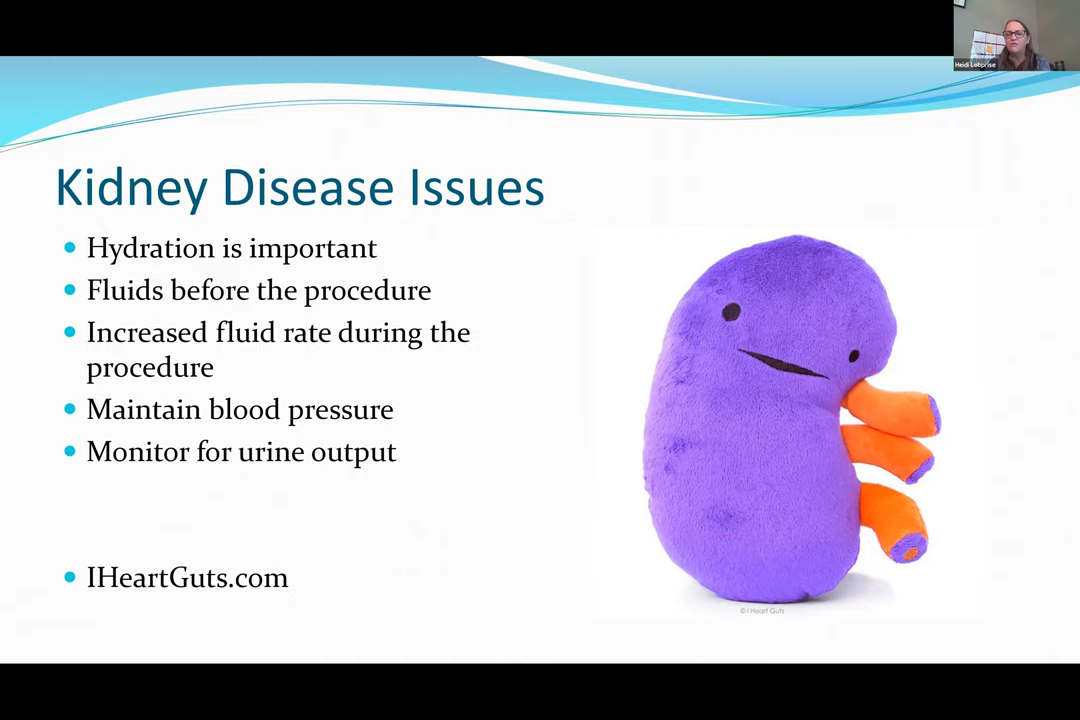 Heidi Lobprise
Kidney Disease Issues
Hydration is important
Fluids before the procedure
Increased fluid rate during the
procedure
Maintain blood pressure
Monitor for urine output
IHeartGuts.com
© I Heart Guts